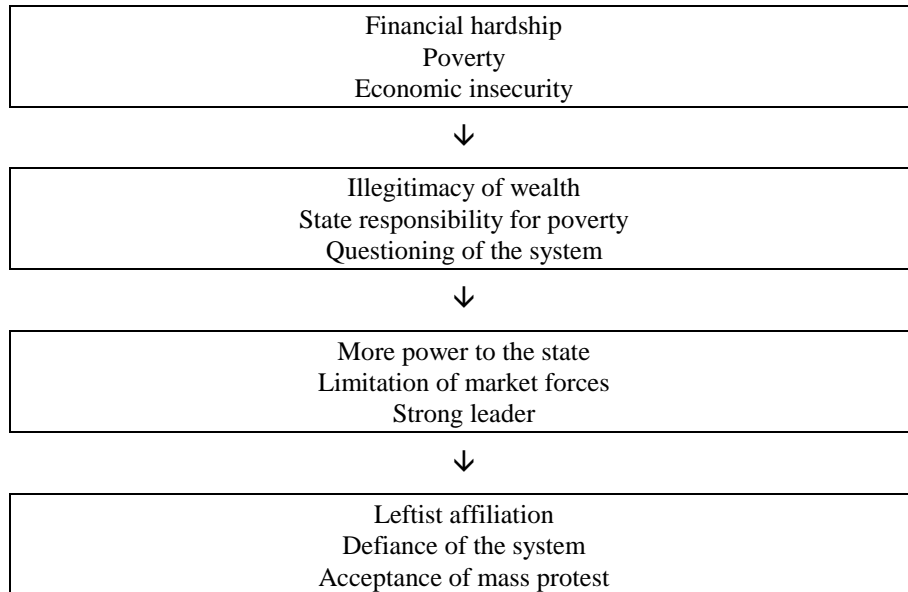 Financial hardship
Poverty
Economic insecurity
Illegitimacy of wealth
State responsibility for poverty
Questioning of the system
More power to the state
Limitation of market forces
Strong leader
Leftist affiliation
Defiance of the system
Acceptance of mass protest